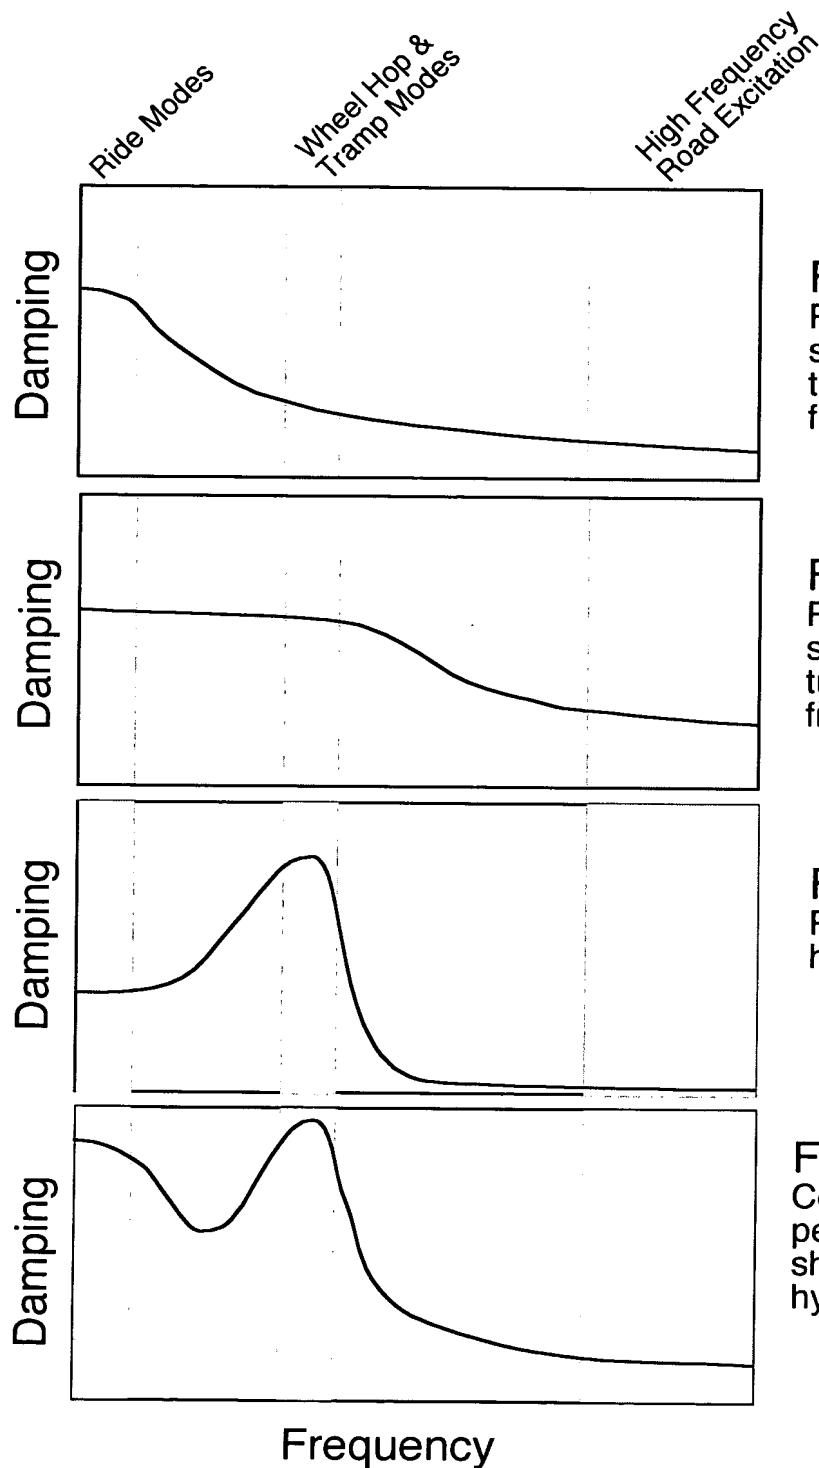 Ride Modes
Wheel Hop &
Tramp Modes
High Frequency
Road Excitation
Damping
Damping
Damping
Damping
Frequency